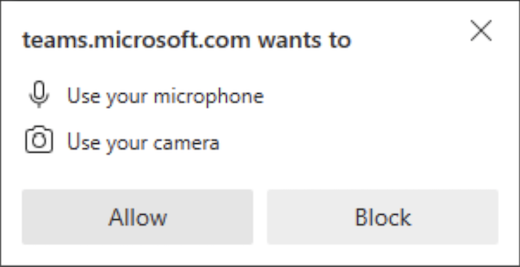 teams.microsoft.com wants to
Use your microphone
Use your camera
Allow
Block